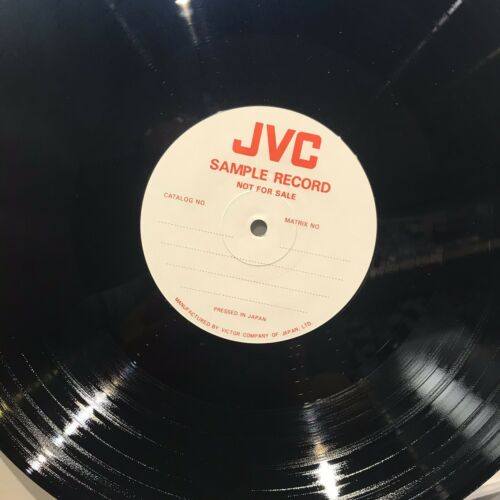 JVC
SAMPLE RECORD
NOT FOR SALE
CATALOG NO.
MATRIX NO
PRESSED IN JAPAN
MANUFACTURED BY VICTOR COMPANY OF JAPAN, LTD.